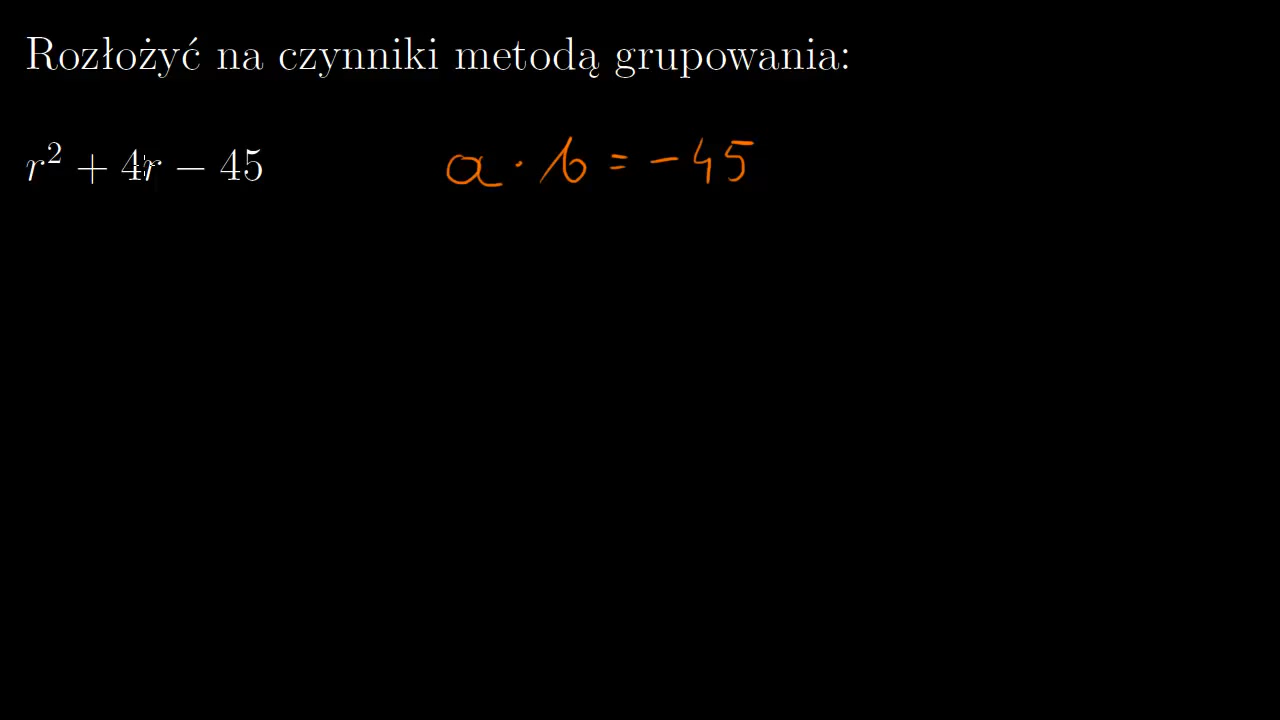 Rozłożyć na czynniki metodą grupowania:
r² + 4r − 45
a · b = −45